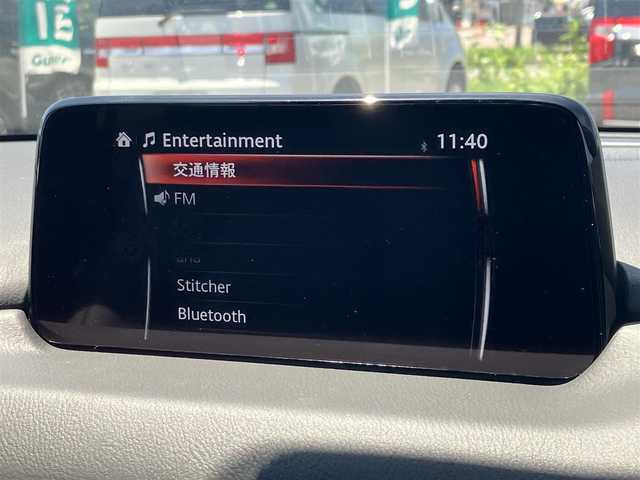 Entertainment
11:40
交通情報
FM
Stitcher
Bluetooth